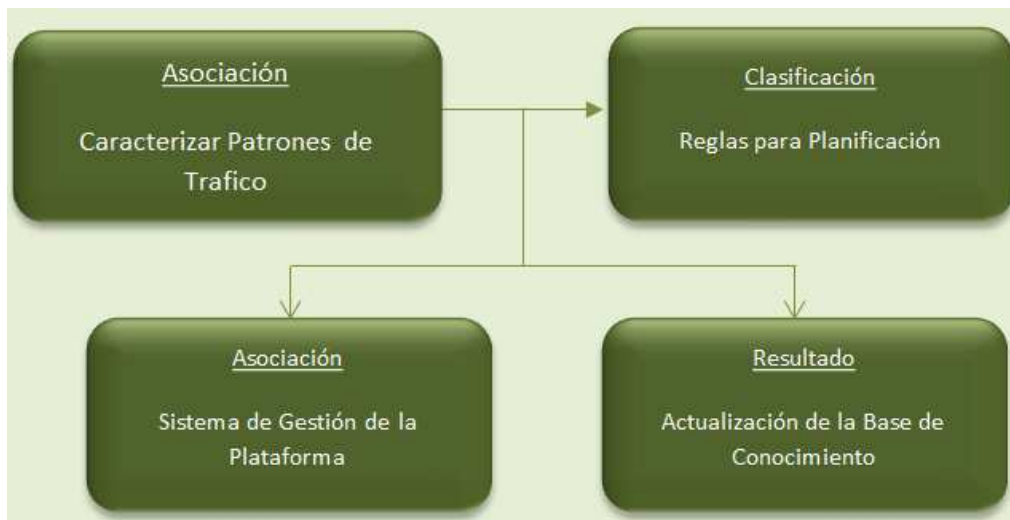 Asociación
Caracterizar Patrones de
Trafico
Clasificación
Reglas para Planificación
Asociación
Sistema de Gestión de la
Plataforma
Resultado
Actualización de la Base de
Conocimiento